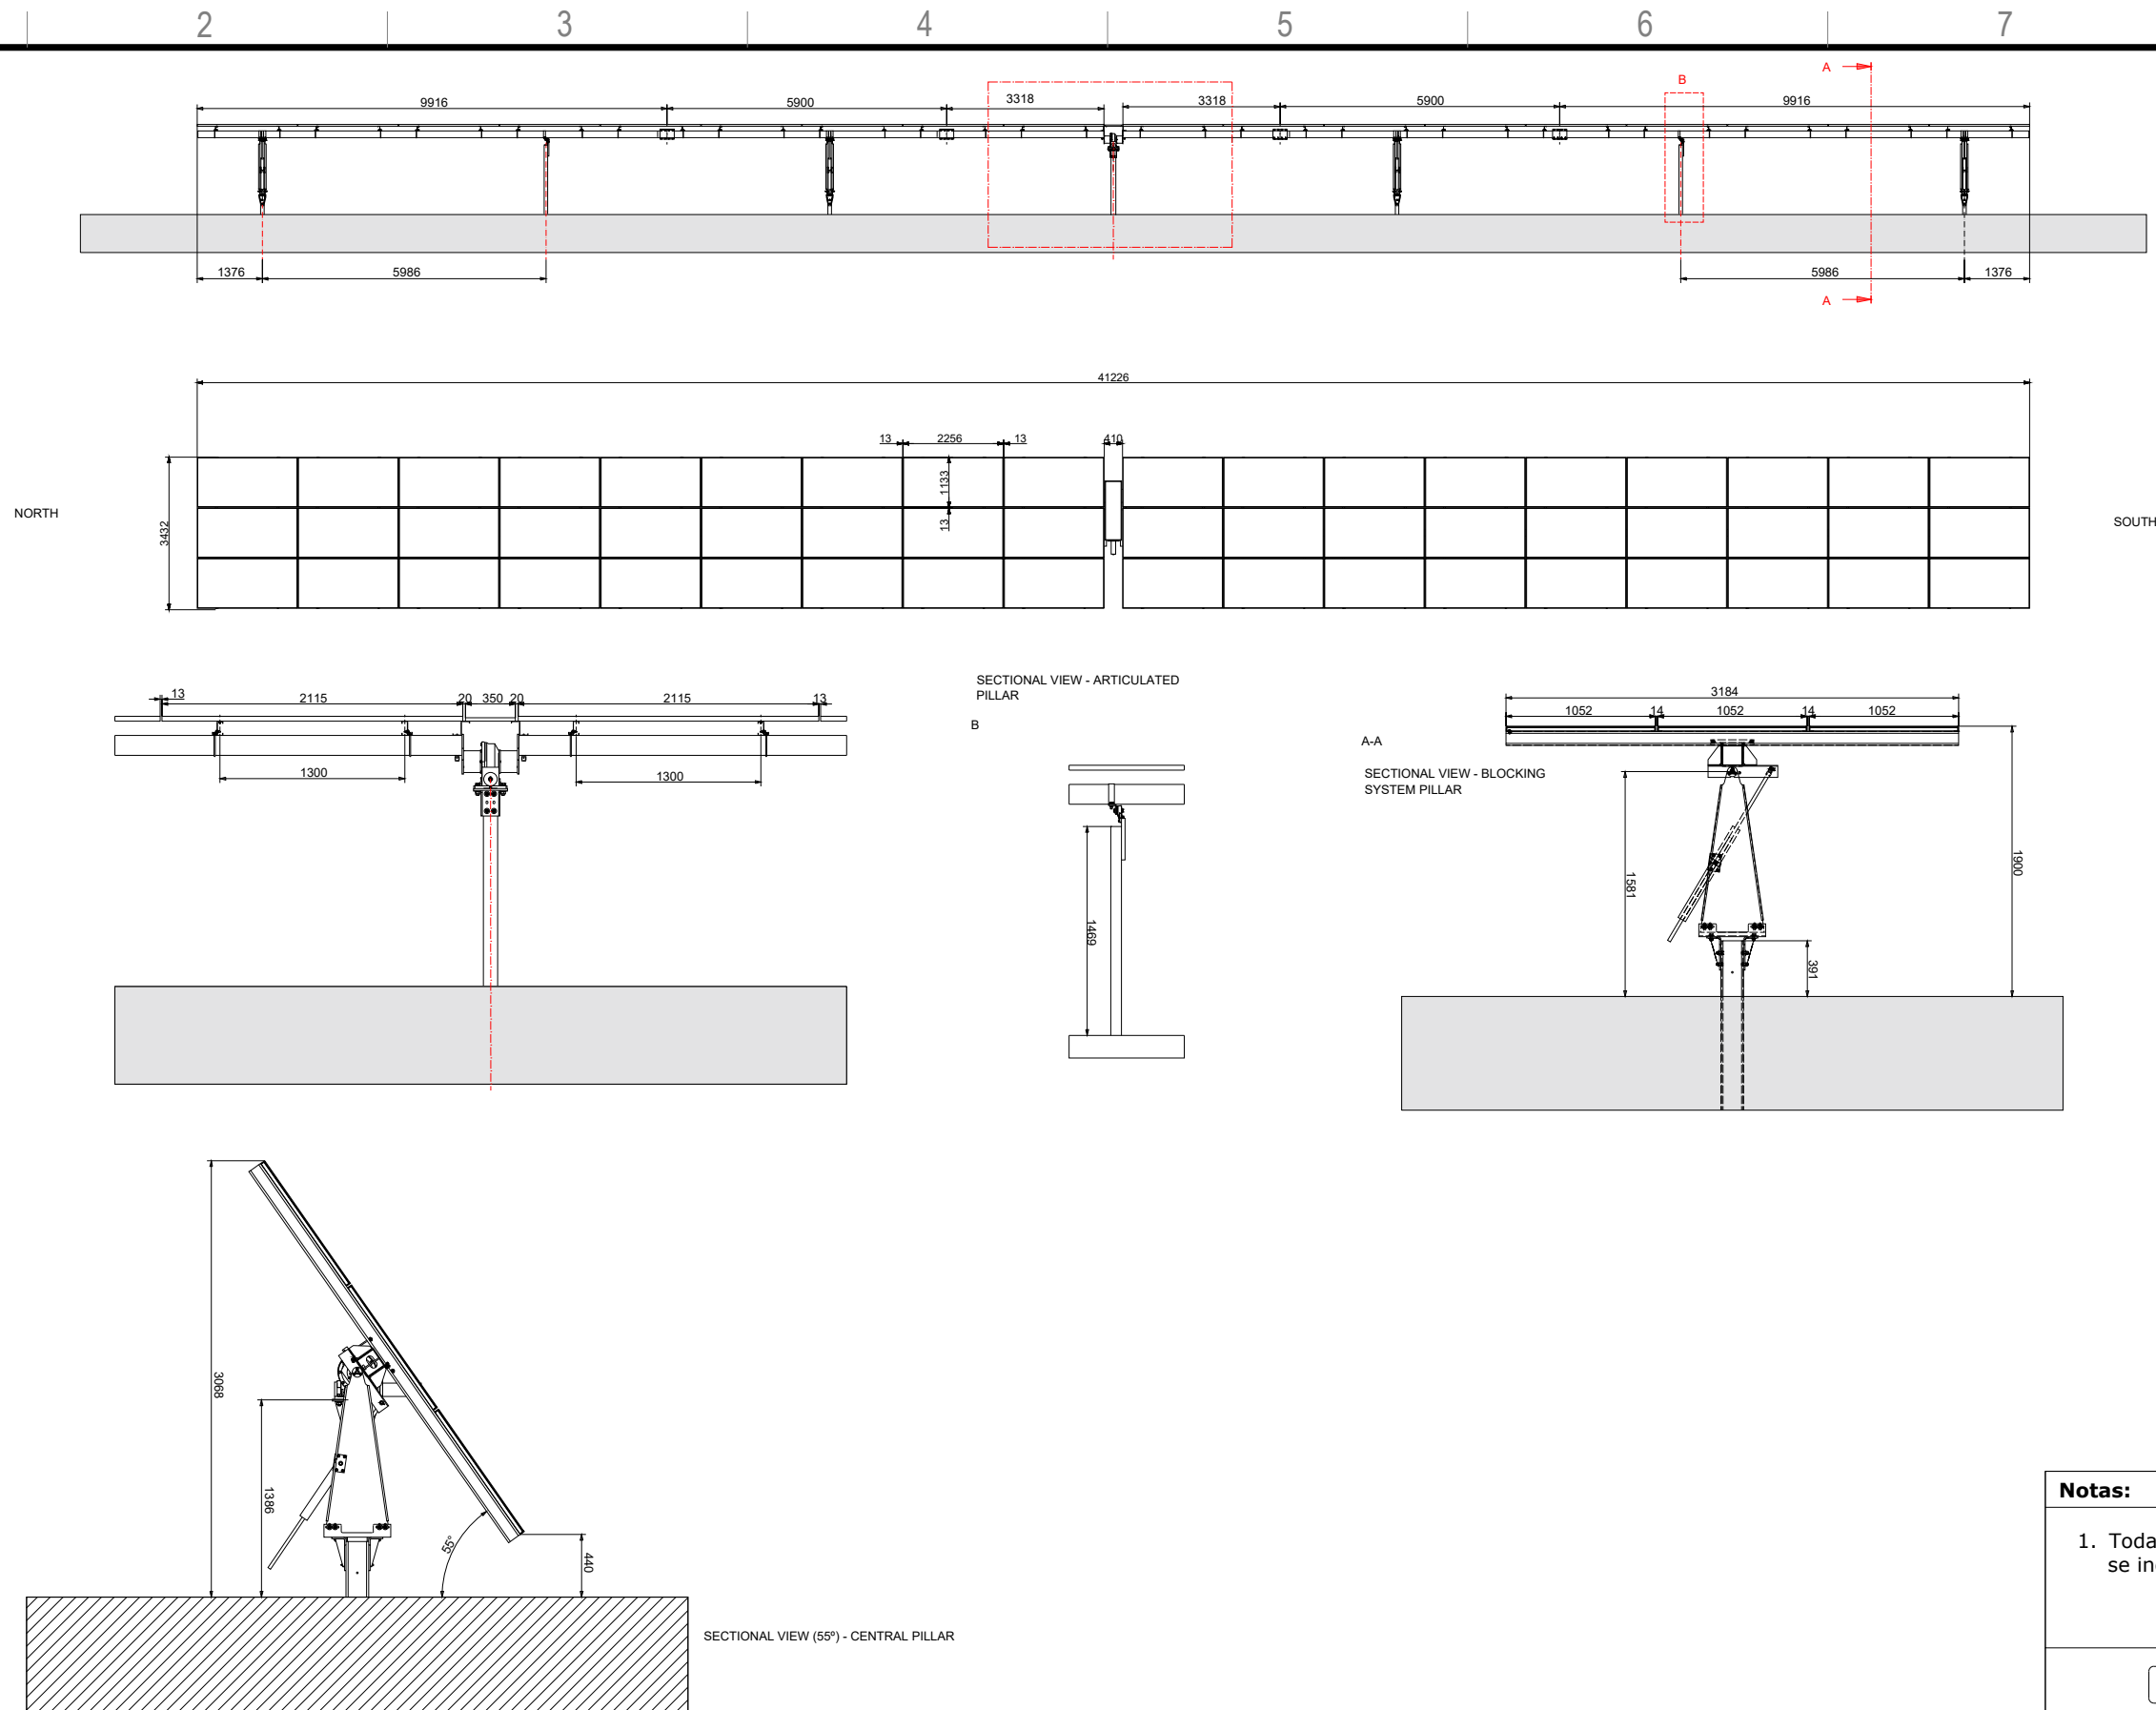 2 3 4 5 6 7
A
B
9916 5900 3318 3318 5900 9916
1376 5986 5986 1376
A
41226
13 2256 13 410
1133
13
3432
NORTH
SOUTH
13 2115 20 350 20 2115 13
1300 1300
SECTIONAL VIEW - ARTICULATED
PILLAR
B
1469
A-A
SECTIONAL VIEW - BLOCKING
SYSTEM PILLAR
3184
1052 14 1052 14 1052
1581
391
1900
3068
1386
55°
440
SECTIONAL VIEW (55º) - CENTRAL PILLAR
Notas:
1. Toda
se in